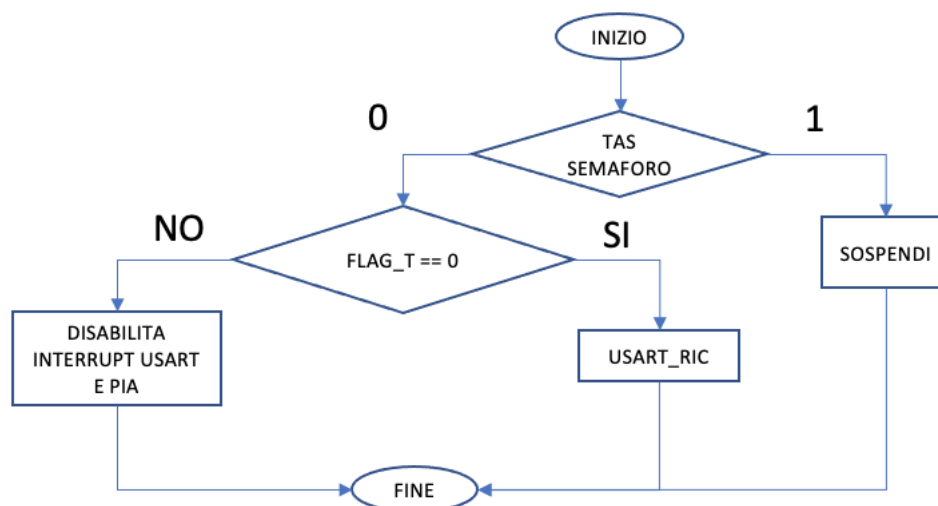 INIZIO
0
1
TAS
SEMAFORO
NO
SI
FLAG_T == 0
SOSPENDI
DISABILITA
INTERRUPT USART
E PIA
USART_RIC
FINE